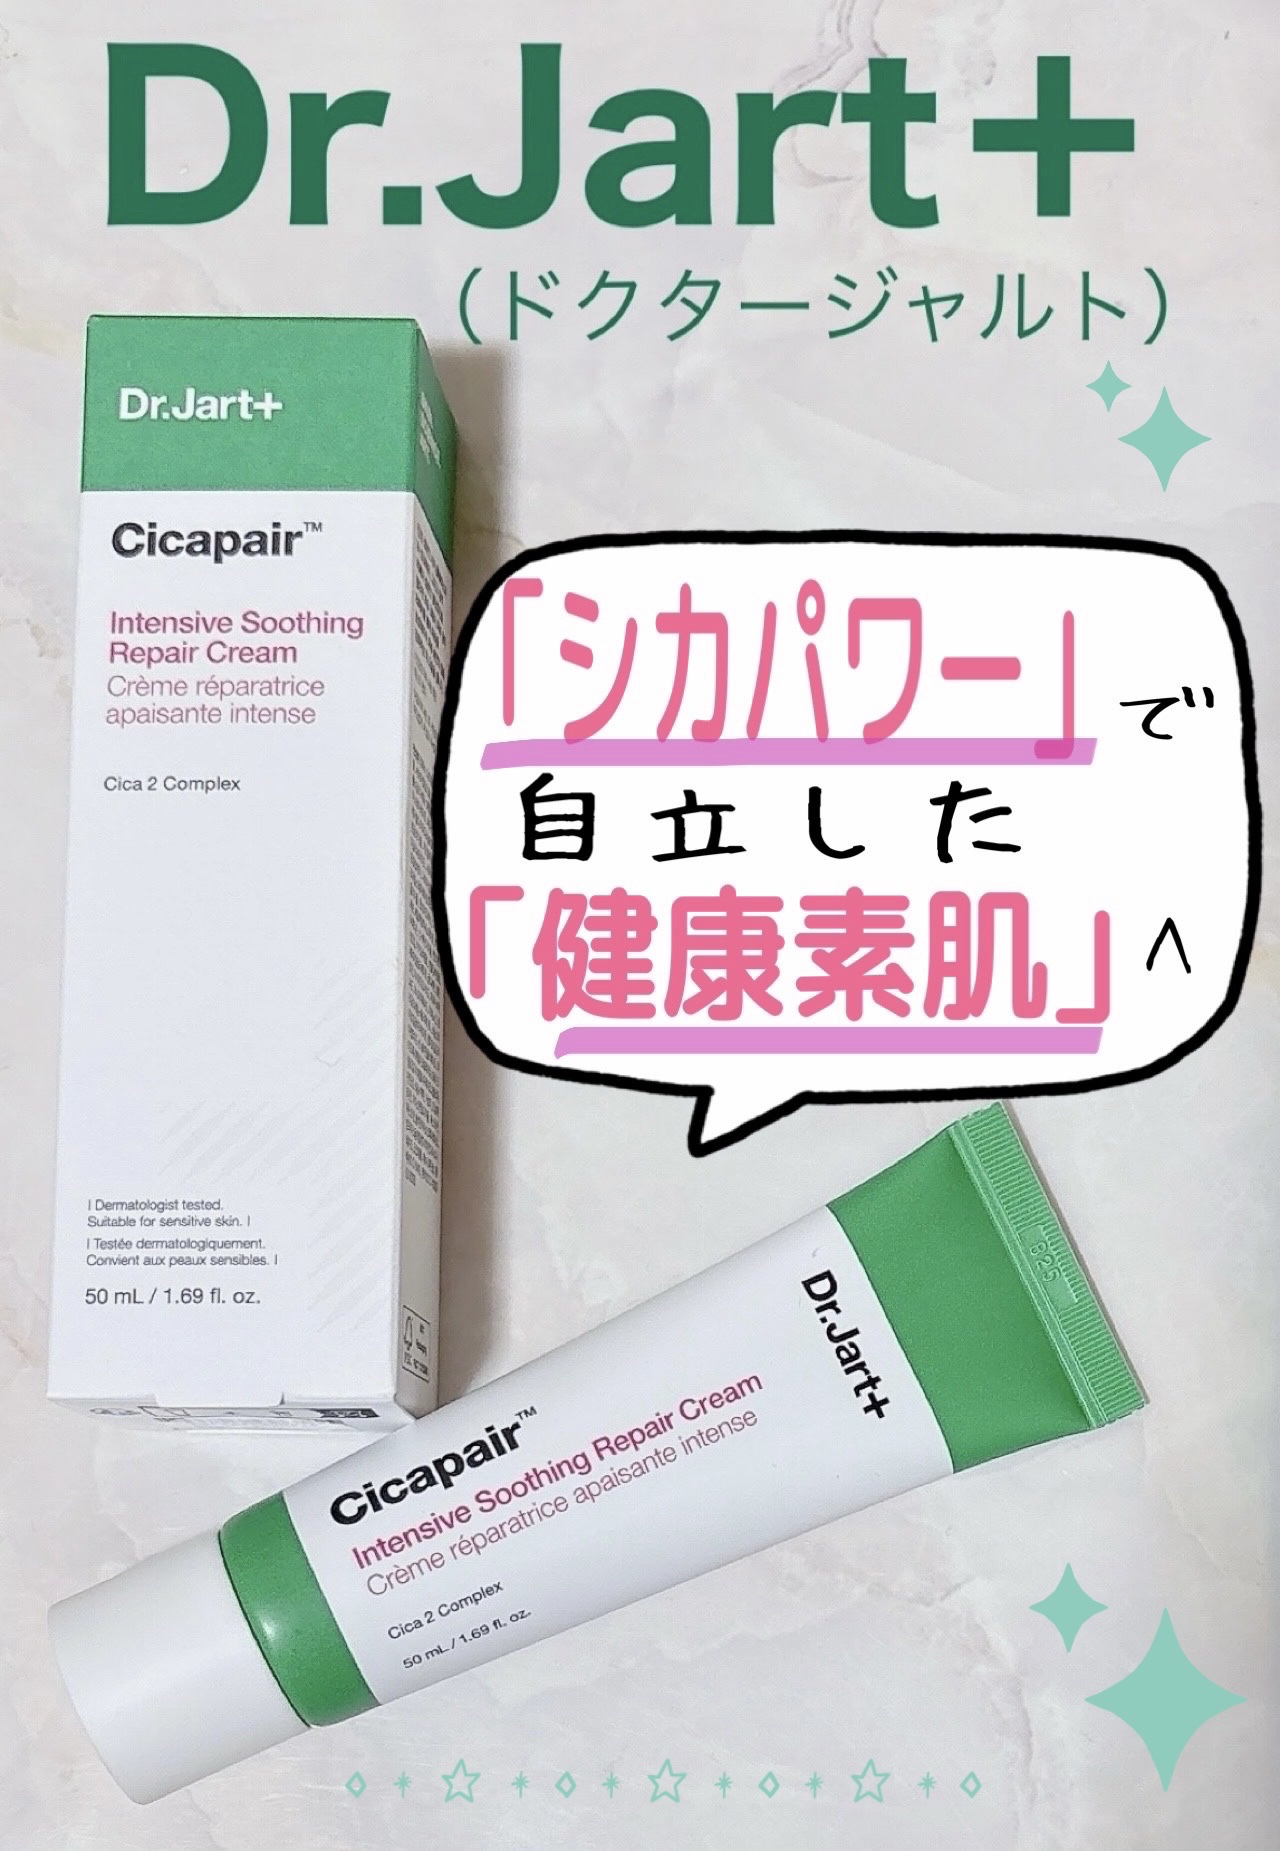 Dr.Jart+
（ドクタージャルト）
Dr.Jart+
Cicapair™
Intensive Soothing
Repair Cream
Crème réparatrice
apaisante intense
Cica 2 Complex
「シカパワー」で
自立した
「健康素肌」へ
| Dermatologist tested.
Suitable for sensitive skin. |
| Testée dermatologiquement.
Convient aux peaux sensibles. |
50 mL / 1.69 fl. oz.
825
Dr.Jart+
Cicapair™
Intensive Soothing Repair Cream
Crème réparatrice apaisante intense
Cica 2 Complex
50 mL / 1.69 fl. oz.